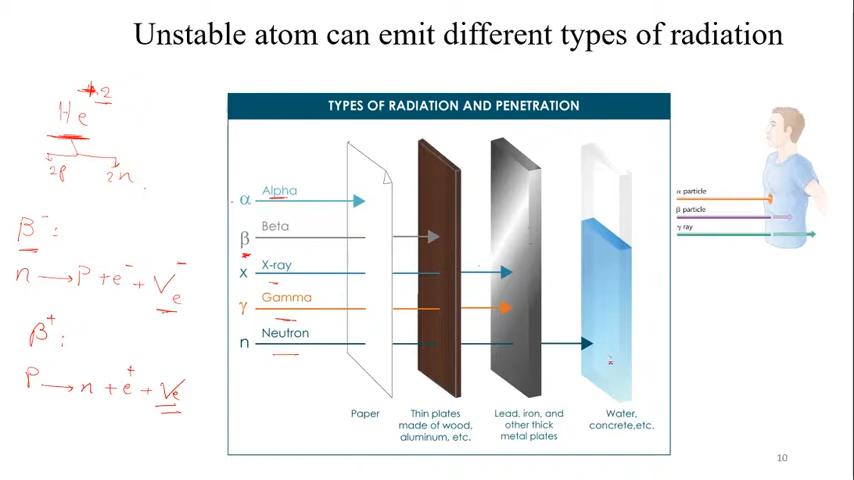 Unstable atom can emit different types of radiation
He +2
2p 2n
β⁻ :
n → p + e⁻ + ν̄e
β⁺ :
p → n + e⁺ + νe
TYPES OF RADIATION AND PENETRATION
α Alpha
β Beta
x X-ray
γ Gamma
n Neutron
Paper
Thin plates
made of wood,
aluminum, etc.
Lead, iron, and
other thick
metal plates
Water,
concrete,etc.
α particle
β particle
γ ray
10